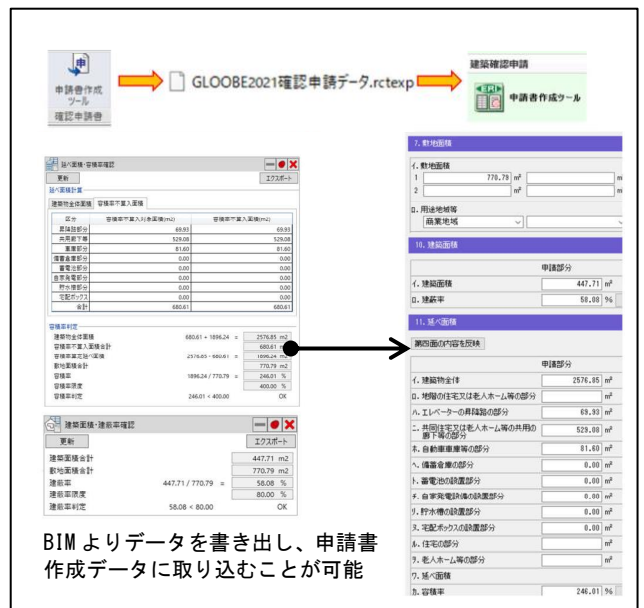 申請書作成
ツール
確認申請書
GLOOBE2021確認申請データ.rctexp
建築確認申請
申請書作成ツール
延べ面積・容積率確認
更新
エクスポート
延べ面積計算
建築物全体面積 容積率不算入面積
区分 容積率不算入対象面積(m2) 容積率不算入面積(m2)
昇降路部分 69.93 69.93
共用廊下等 529.08 529.08
車庫部分 81.60 81.60
備蓄倉庫部分 0.00 0.00
蓄電池部分 0.00 0.00
自家発電部分 0.00 0.00
貯水槽部分 0.00 0.00
宅配ボックス 0.00 0.00
合計 680.61 680.61
容積率判定
建築物全体面積 680.61 + 1896.24 = 2576.85 m2
容積率不算入面積合計 680.61 m2
容積率算定延べ面積 2576.85 - 680.61 = 1896.24 m2
敷地面積合計 770.79 m2
容積率 1896.24 / 770.79 = 246.01 %
容積率限度 400.00 %
容積率判定 246.01 < 400.00 OK
建築面積・建蔽率確認
更新
エクスポート
建築面積合計 447.71 m2
敷地面積合計 770.79 m2
建蔽率 447.71 / 770.79 = 58.08 %
建蔽率限度 80.00 %
建蔽率判定 58.08 < 80.00 OK
BIMよりデータを書き出し、申請書
作成データに取り込むことが可能
7. 敷地面積
イ. 敷地面積
1 770.79 m² m
2 m² m
ロ. 用途地域等
商業地域
10. 建築面積
申請部分
イ. 建築面積 447.71 m²
ロ. 建蔽率 58.08 %
11. 延べ面積
第四面の内容を反映
申請部分
イ. 建築物全体 2576.85 m²
ロ. 地階の住宅又は老人ホーム等の部分 m²
ハ. エレベーターの昇降路の部分 69.93 m²
ニ. 共同住宅又は老人ホーム等の共用の
廊下等の部分 529.08 m²
ホ. 自動車車庫等の部分 81.60 m²
ヘ. 備蓄倉庫の部分 0.00 m²
ト. 蓄電池の設置部分 0.00 m²
チ. 自家発電設備の設置部分 0.00 m²
リ. 貯水槽の設置部分 0.00 m²
ヌ. 宅配ボックスの設置部分 0.00 m²
ル. 住宅の部分 m²
ヲ. 老人ホーム等の部分 m²
ワ. 延べ面積
カ. 容積率 246.01 %